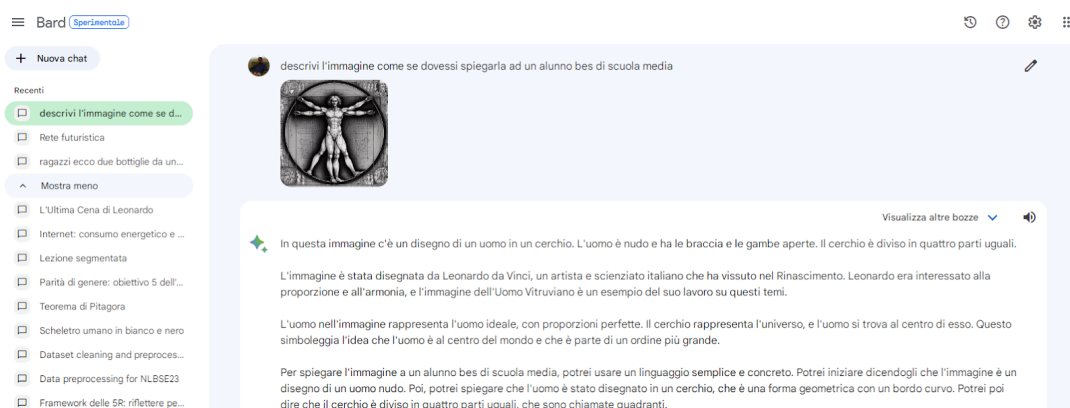 Bard Sperimentale
Nuova chat
Recenti
descrivi l'immagine come se d...
Rete futuristica
ragazzi ecco due bottiglie da un...
Mostra meno
L'Ultima Cena di Leonardo
Internet: consumo energetico e ...
Lezione segmentata
Parità di genere: obiettivo 5 dell'...
Teorema di Pitagora
Scheletro umano in bianco e nero
Dataset cleaning and preproces...
Data preprocessing for NLBSE23
Framework delle 5R: riflettere pe...
descrivi l'immagine come se dovessi spiegarla ad un alunno bes di scuola media
Visualizza altre bozze
In questa immagine c'è un disegno di un uomo in un cerchio. L'uomo è nudo e ha le braccia e le gambe aperte. Il cerchio è diviso in quattro parti uguali.
L'immagine è stata disegnata da Leonardo da Vinci, un artista e scienziato italiano che ha vissuto nel Rinascimento. Leonardo era interessato alla
proporzione e all'armonia, e l'immagine dell'Uomo Vitruviano è un esempio del suo lavoro su questi temi.
L'uomo nell'immagine rappresenta l'uomo ideale, con proporzioni perfette. Il cerchio rappresenta l'universo, e l'uomo si trova al centro di esso. Questo
simboleggia l'idea che l'uomo è al centro del mondo e che è parte di un ordine più grande.
Per spiegare l'immagine a un alunno bes di scuola media, potrei usare un linguaggio semplice e concreto. Potrei iniziare dicendogli che l'immagine è un
disegno di un uomo nudo. Poi, potrei spiegare che l'uomo è stato disegnato in un cerchio, che è una forma geometrica con un bordo curvo. Potrei poi
dire che il cerchio è diviso in quattro parti uguali, che sono chiamate quadranti.